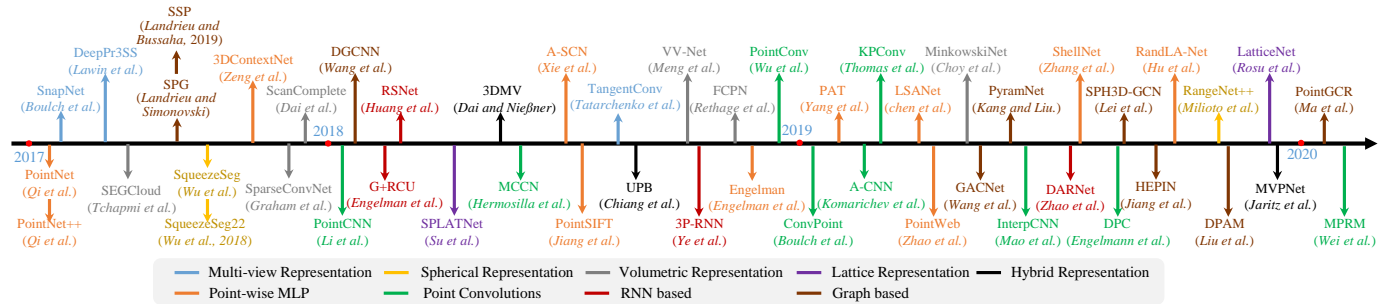 SSP
(Landrieu and
Bussaha, 2019)
DeepPr3SS
(Lawin et al.)
SnapNet
(Boulch et al.)
SPG
(Landrieu and
Simonovski)
3DContextNet
(Zeng et al.)
ScanComplete
(Dai et al.)
DGCNN
(Wang et al.)
RSNet
(Huang et al.)
3DMV
(Dai and Nießner)
A-SCN
(Xie et al.)
TangentConv
(Tatarchenko et al.)
VV-Net
(Meng et al.)
FCPN
(Rethage et al.)
PointConv
(Wu et al.)
PAT
(Yang et al.)
KPConv
(Thomas et al.)
LSANet
(chen et al.)
MinkowskiNet
(Choy et al.)
PyramNet
(Kang and Liu.)
ShellNet
(Zhang et al.)
SPH3D-GCN
(Lei et al.)
RandLA-Net
(Hu et al.)
RangeNet++
(Milioto et al.)
LatticeNet
(Rosu et al.)
PointGCR
(Ma et al.)
2017
2018
2019
2020
PointNet
(Qi et al.)
PointNet++
(Qi et al.)
SEGCloud
(Tchapmi et al.)
SqueezeSeg
(Wu et al.)
SqueezeSeg22
(Wu et al., 2018)
SparseConvNet
(Graham et al.)
PointCNN
(Li et al.)
G+RCU
(Engelman et al.)
SPLATNet
(Su et al.)
MCCN
(Hermosilla et al.)
PointSIFT
(Jiang et al.)
UPB
(Chiang et al.)
3P-RNN
(Ye et al.)
Engelman
(Engelman et al.)
ConvPoint
(Boulch et al.)
A-CNN
(Komarichev et al.)
PointWeb
(Zhao et al.)
GACNet
(Wang et al.)
InterpCNN
(Mao et al.)
DARNet
(Zhao et al.)
DPC
(Engelmann et al.)
HEPIN
(Jiang et al.)
DPAM
(Liu et al.)
MVPNet
(Jaritz et al.)
MPRM
(Wei et al.)
Multi-view Representation
Spherical Representation
Volumetric Representation
Lattice Representation
Hybrid Representation
Point-wise MLP
Point Convolutions
RNN based
Graph based